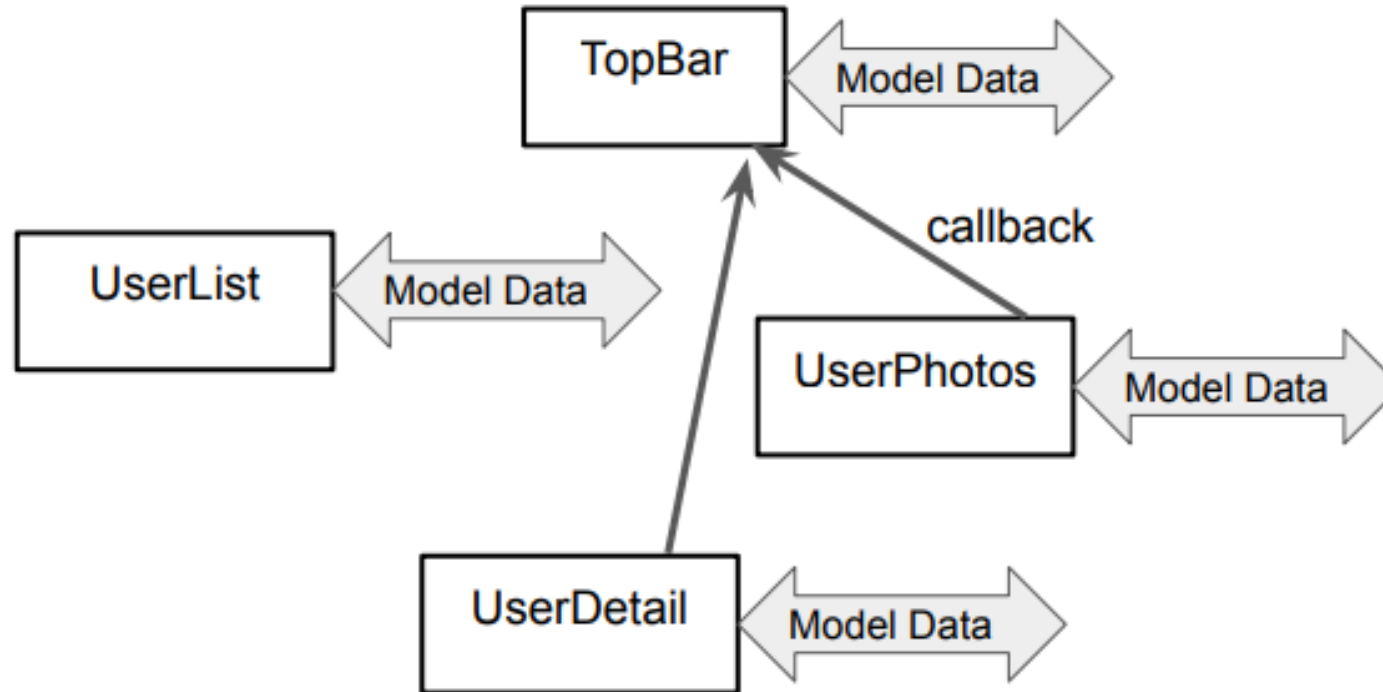 TopBar
Model Data
callback
UserList
Model Data
UserPhotos
Model Data
UserDetail
Model Data